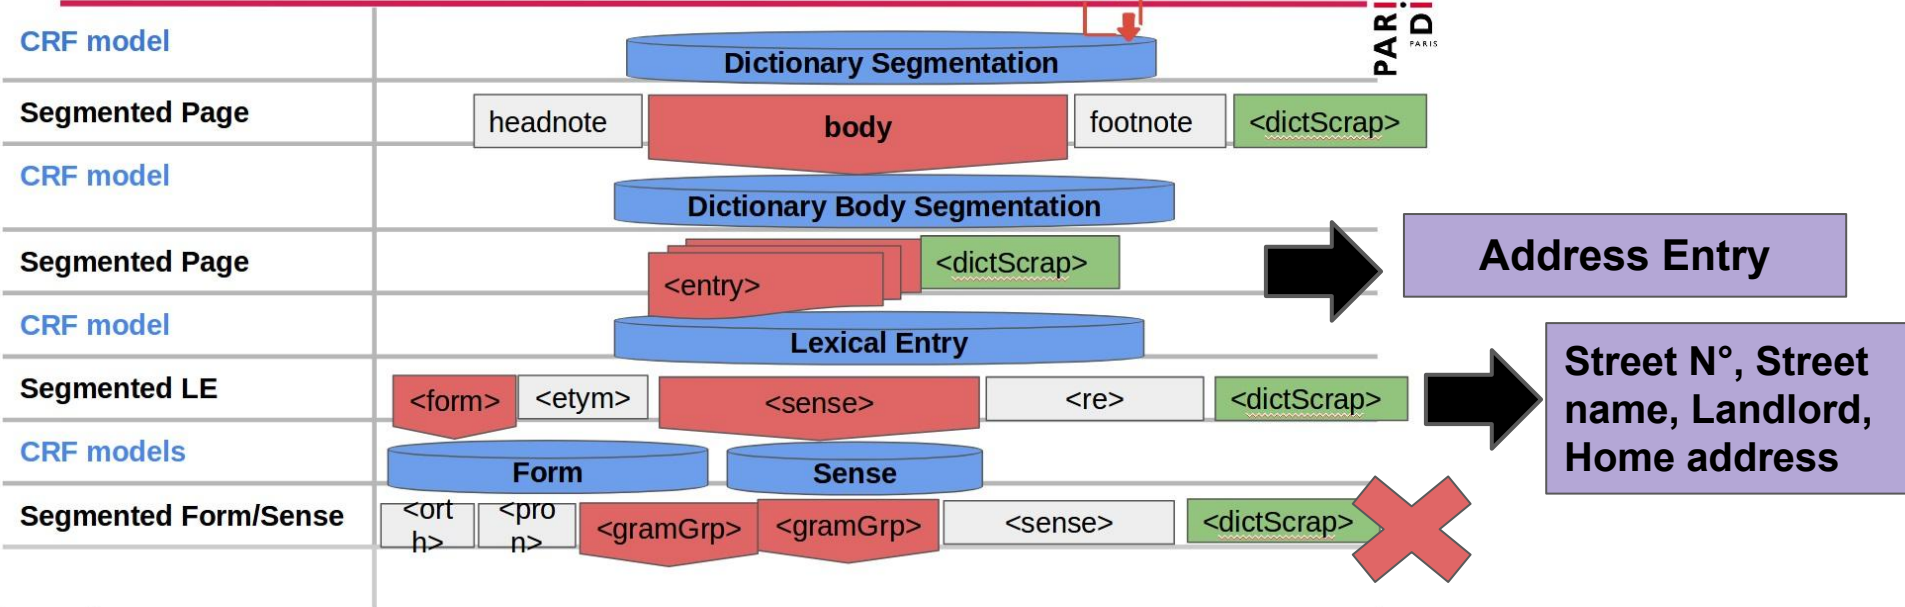 CRF model
Dictionary Segmentation
PARi
Di
PARIS
Segmented Page
headnote
body
footnote
<dictScrap>
CRF model
Dictionary Body Segmentation
Segmented Page
<entry>
<dictScrap>
Address Entry
CRF model
Lexical Entry
Segmented LE
<form>
<etym>
<sense>
<re>
<dictScrap>
Street N°, Street
name, Landlord,
Home address
CRF models
Form
Sense
Segmented Form/Sense
<ort
h>
<pro
n>
<gramGrp>
<gramGrp>
<sense>
<dictScrap>